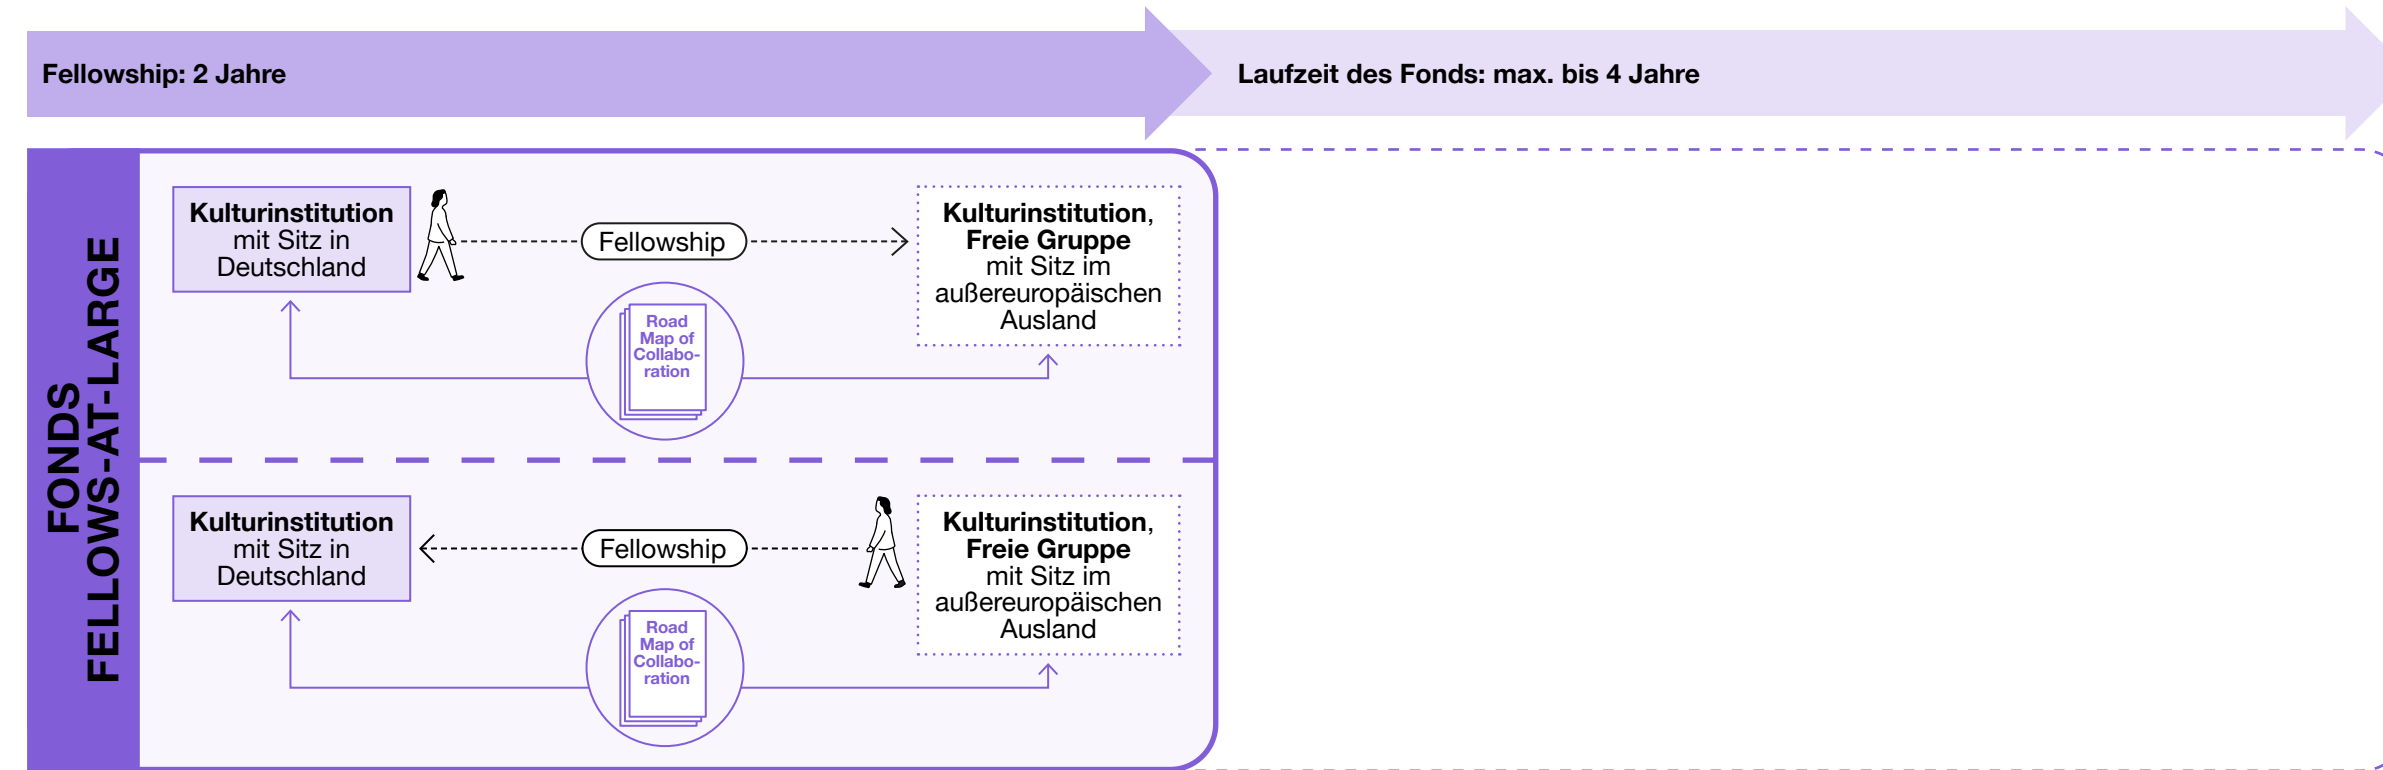 Fellowship: 2 Jahre
Laufzeit des Fonds: max. bis 4 Jahre
FONDS
FELLOWS-AT-LARGE
Kulturinstitution
mit Sitz in
Deutschland
Fellowship
Kulturinstitution,
Freie Gruppe
mit Sitz im
außereuropäischen
Ausland
Road
Map of
Collabo-
ration
Kulturinstitution
mit Sitz in
Deutschland
Fellowship
Kulturinstitution,
Freie Gruppe
mit Sitz im
außereuropäischen
Ausland
Road
Map of
Collabo-
ration